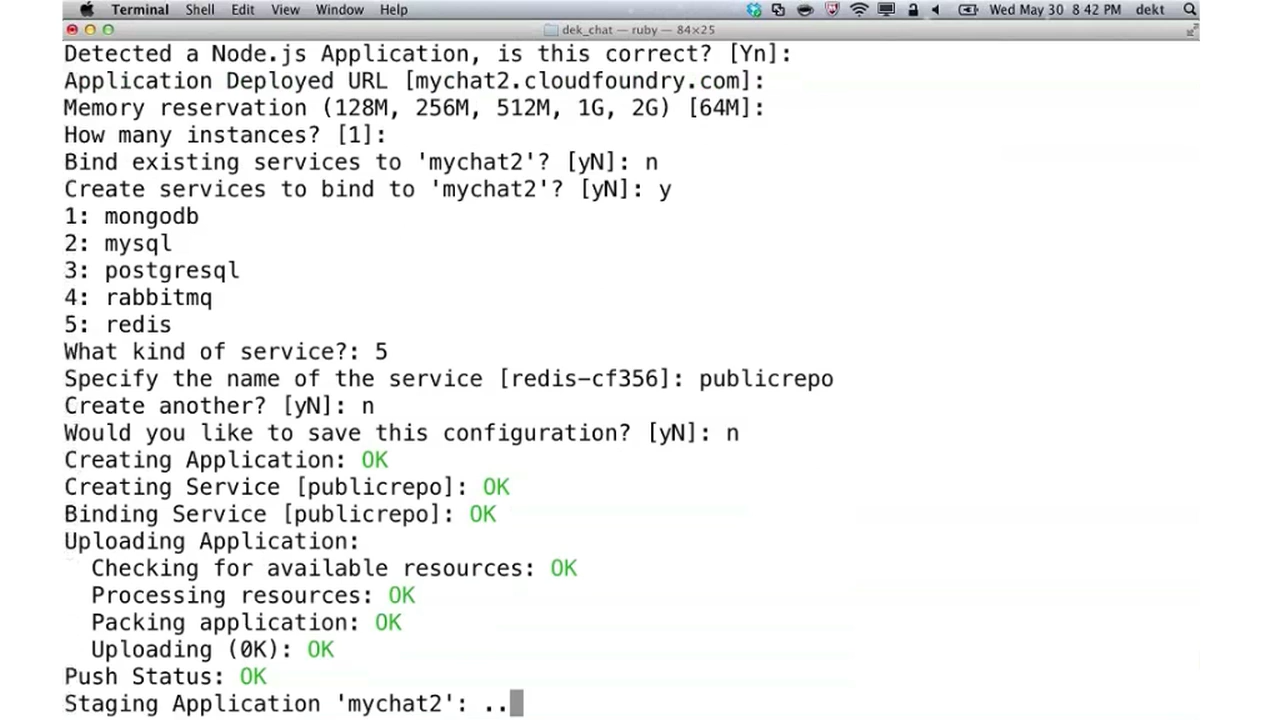 Terminal Shell Edit View Window Help Wed May 30 8:42 PM dekt
dek_chat — ruby — 84×25
Detected a Node.js Application, is this correct? [Yn]:
Application Deployed URL [mychat2.cloudfoundry.com]:
Memory reservation (128M, 256M, 512M, 1G, 2G) [64M]:
How many instances? [1]:
Bind existing services to 'mychat2'? [yN]: n
Create services to bind to 'mychat2'? [yN]: y
1: mongodb
2: mysql
3: postgresql
4: rabbitmq
5: redis
What kind of service?: 5
Specify the name of the service [redis-cf356]: publicrepo
Create another? [yN]: n
Would you like to save this configuration? [yN]: n
Creating Application: OK
Creating Service [publicrepo]: OK
Binding Service [publicrepo]: OK
Uploading Application:
  Checking for available resources: OK
  Processing resources: OK
  Packing application: OK
  Uploading (0K): OK
Push Status: OK
Staging Application 'mychat2': ..